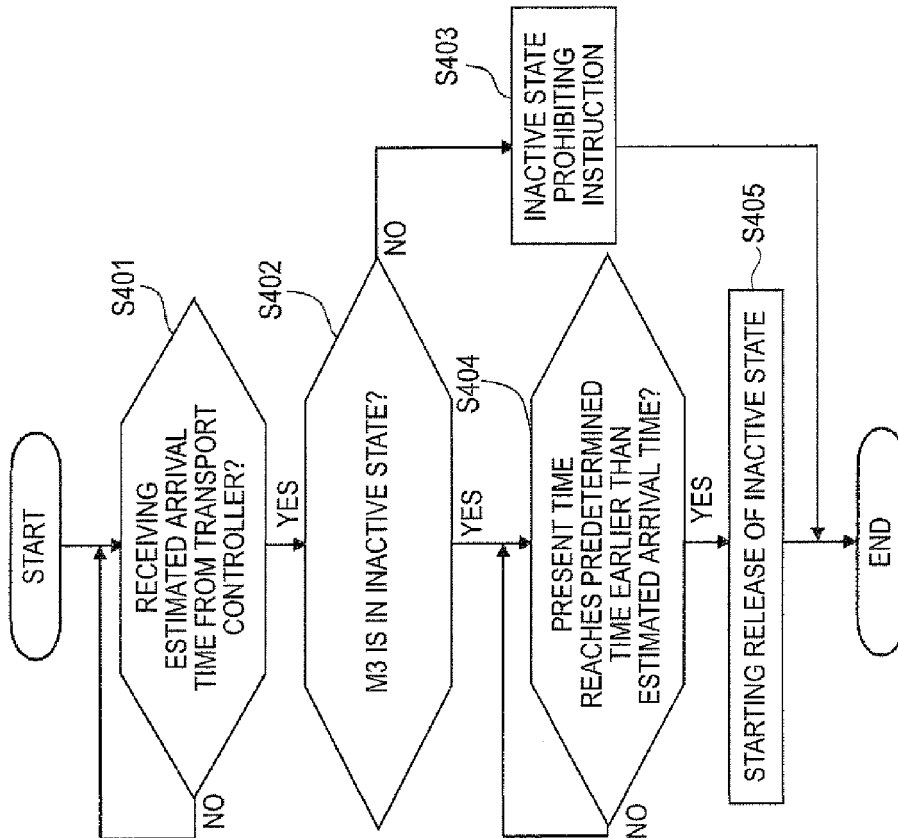 START
S401
RECEIVING
ESTIMATED ARRIVAL
TIME FROM TRANSPORT
CONTROLLER?
NO
YES
S402
M3 IS IN INACTIVE STATE?
NO
YES
S403
INACTIVE STATE
PROHIBITING
INSTRUCTION
S404
PRESENT TIME
REACHES PREDETERMINED
TIME EARLIER THAN
ESTIMATED ARRIVAL TIME?
NO
YES
S405
STARTING RELEASE OF INACTIVE STATE
END